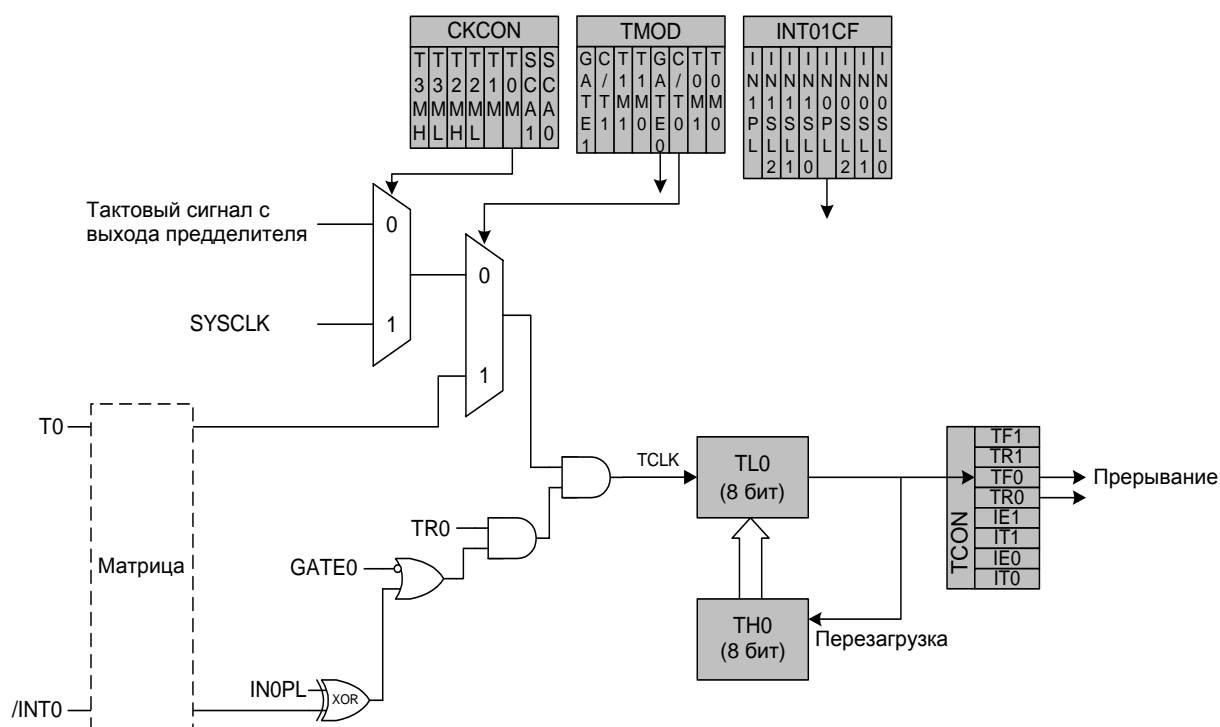 CKCON
T3MH
T3ML
T2MH
T2ML
T1M
T0M
SCA1
SCA0
TMOD
GATE1
C/T1
T1M1
T1M0
GATE0
C/T0
T0M1
T0M0
INT01CF
IN1PL
IN1SL2
IN1SL1
IN1SL0
IN0PL
IN0SL2
IN0SL1
IN0SL0
Тактовый сигнал с
выхода предделителя
0
1
SYSCLK
0
1
T0
Матрица
/INT0
TR0
GATE0
IN0PL
XOR
TCLK
TL0
(8 бит)
TH0
(8 бит)
Перезагрузка
TCON
TF1
TR1
TF0
TR0
IE1
IT1
IE0
IT0
Прерывание